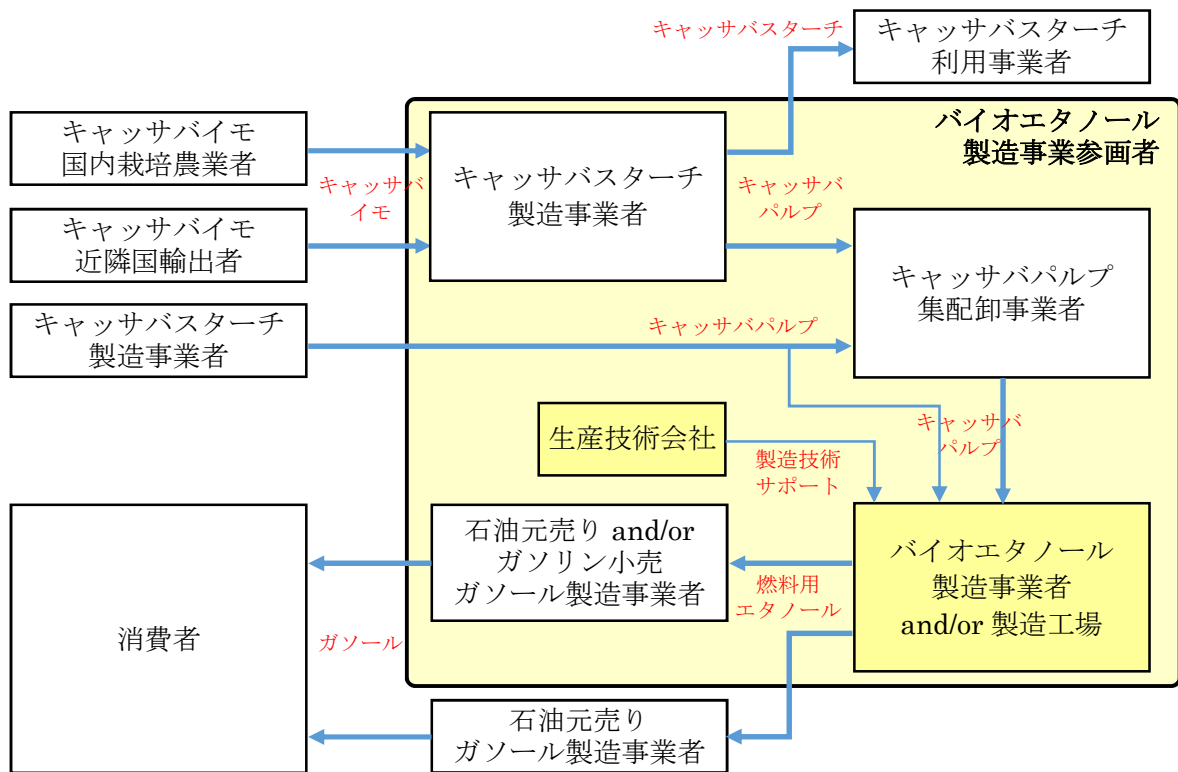 キャッサバスターチ
キャッサバスターチ
利用事業者
バイオエタノール
製造事業参画者
キャッサバイモ
国内栽培農業者
キャッサバ
イモ
キャッサバスターチ
製造事業者
キャッサバ
パルプ
キャッサバイモ
近隣国輸出者
キャッサバパルプ
集配卸事業者
キャッサバスターチ
製造事業者
キャッサバパルプ
生産技術会社
製造技術
サポート
キャッサバ
パルプ
消費者
ガソール
石油元売り and/or
ガソリン小売
ガソール製造事業者
燃料用
エタノール
バイオエタノール
製造事業者
and/or 製造工場
石油元売り
ガソール製造事業者